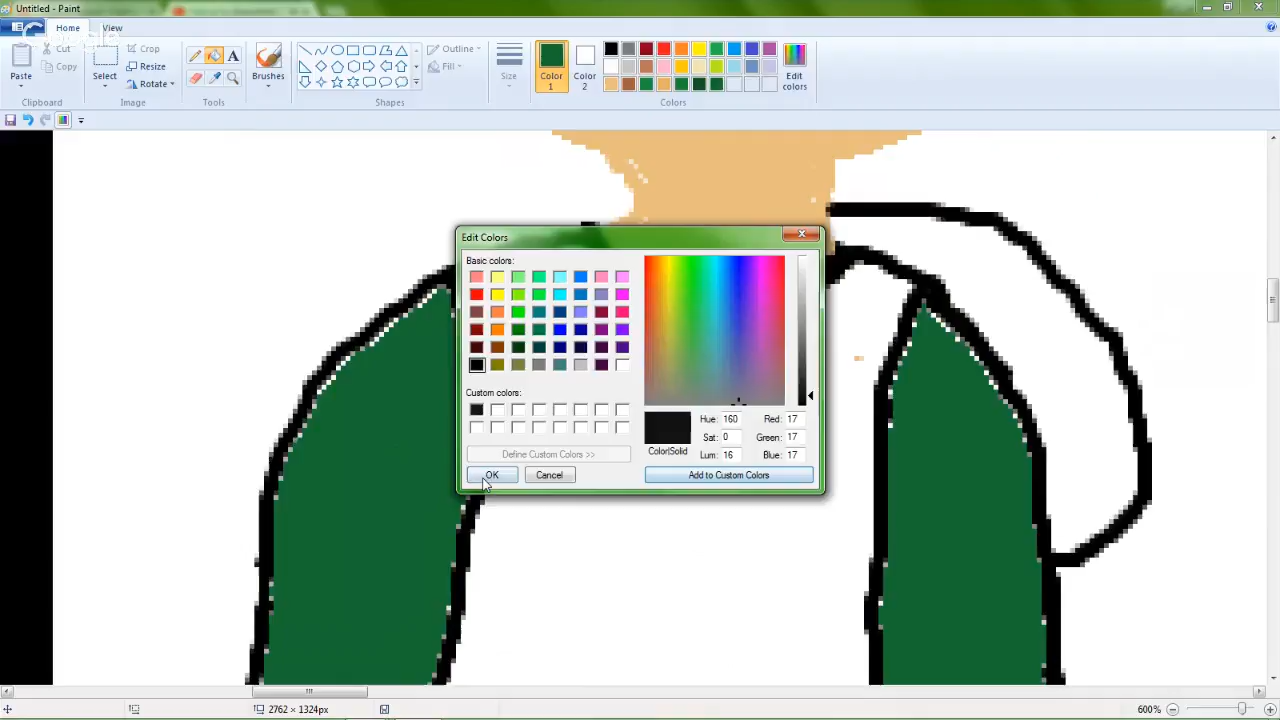 Untitled - Paint
Home View
Paste
Cut
Copy
Clipboard
Select
Crop
Resize
Rotate
Image
A
Tools
Brushes
Shapes
Outline
Fill
Size
Color 1
Color 2
Edit colors
Colors
Edit Colors
Basic colors:
Custom colors:
Define Custom Colors >>
OK Cancel
Color|Solid
Hue: 160 Red: 17
Sat: 0 Green: 17
Lum: 16 Blue: 17
Add to Custom Colors
2762 × 1324px
600%